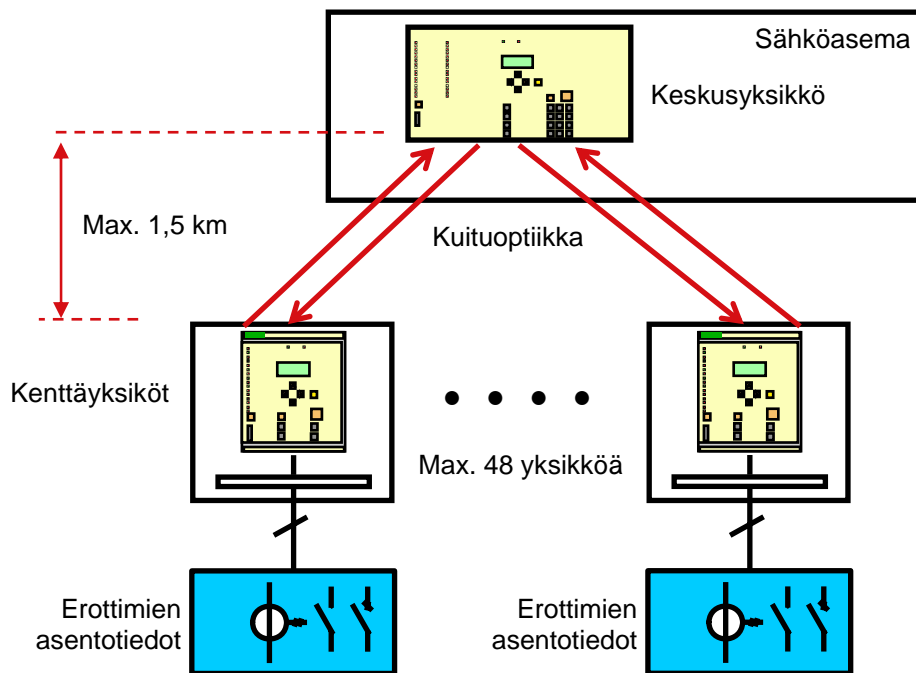 Sähköasema
Keskusyksikkö
Max. 1,5 km
Kuituoptiikka
Kenttäyksiköt
Max. 48 yksikköä
Erottimien
asentotiedot
Erottimien
asentotiedot